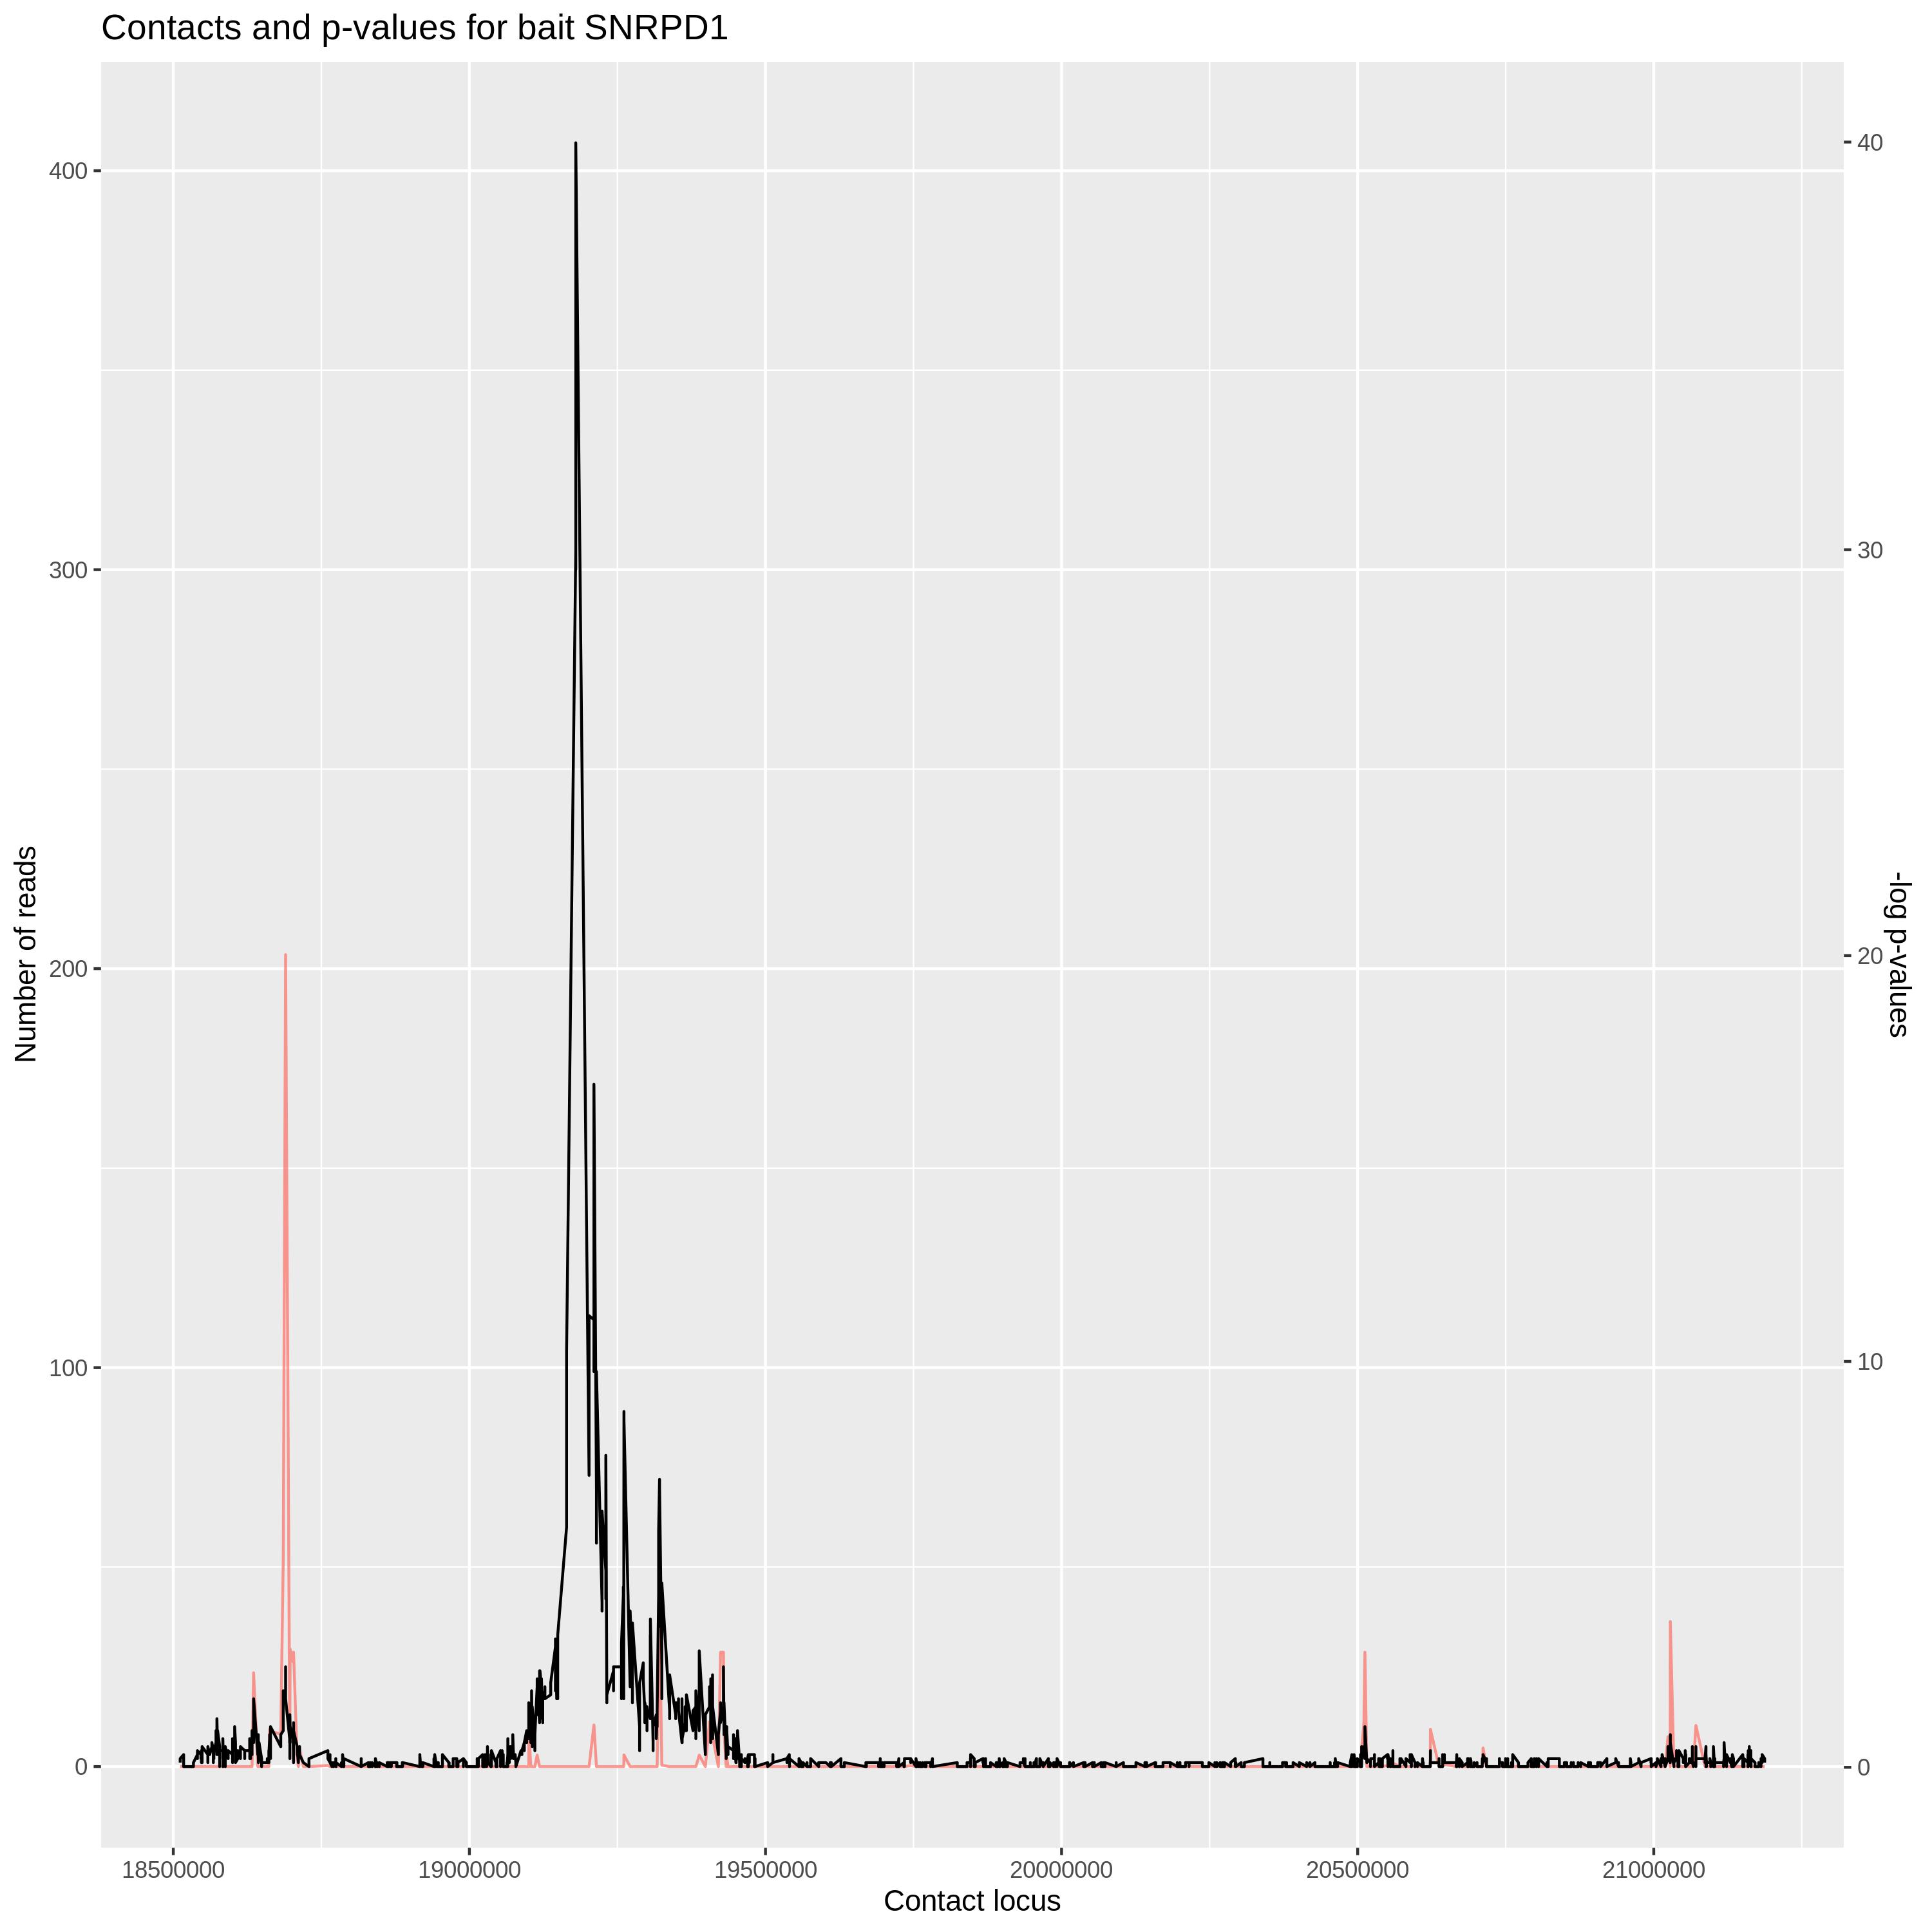 Contacts and p-values for bait SNRPD1
400
300
200
100
0
Number of reads
40
30
20
10
0
-log p-values
18500000 19000000 19500000 20000000 20500000 21000000
Contact locus